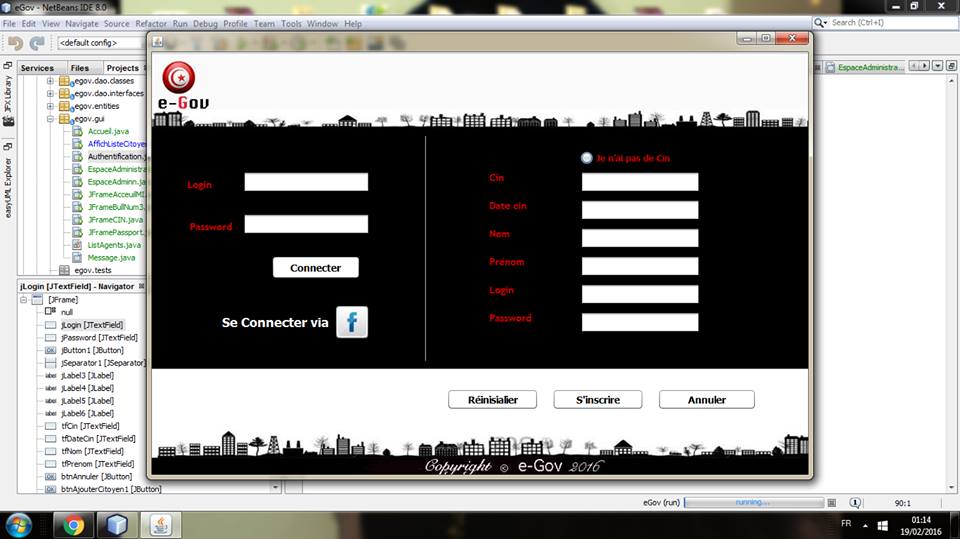 eGov - NetBeans IDE 8.0
File Edit View Navigate Source Refactor Run Debug Profile Team Tools Window Help
Search (Ctrl+I)
<default config>
Services Files Projects
EspaceAdministra...
JFX Library
easyUML Explorer
egov.dao.classes
egov.dao.interfaces
egov.entities
egov.gui
Accueil.java
AffichListeCitoye
Authentification.j
EspaceAdministra
EspaceAdminn.ja
JFrameAcceuilMI.
JFrameBullNum3.
JFrameCIN.java
JFramePassport.
ListAgents.java
Message.java
egov.tests
jLogin [JTextField] - Navigator
[JFrame]
null
jLogin [JTextField]
jPassword [JTextField]
jButton1 [JButton]
jSeparator1 [JSeparator]
jLabel3 [JLabel]
jLabel4 [JLabel]
jLabel5 [JLabel]
jLabel6 [JLabel]
tfCin [JTextField]
tfDateCin [JTextField]
tfNom [JTextField]
tfPrenom [JTextField]
btnAnnuler [JButton]
btnAjouterCitoyen1 [JButton]
e-Gov
Login
Password
Connecter
Se Connecter via
f
Je n'ai pas de Cin
Cin
Date cin
Nom
Prénom
Login
Password
Réinisialier S'inscrire Annuler
Copyright © e-Gov 2016
eGov (run) running... 1 90:1
FR 01:14
19/02/2016